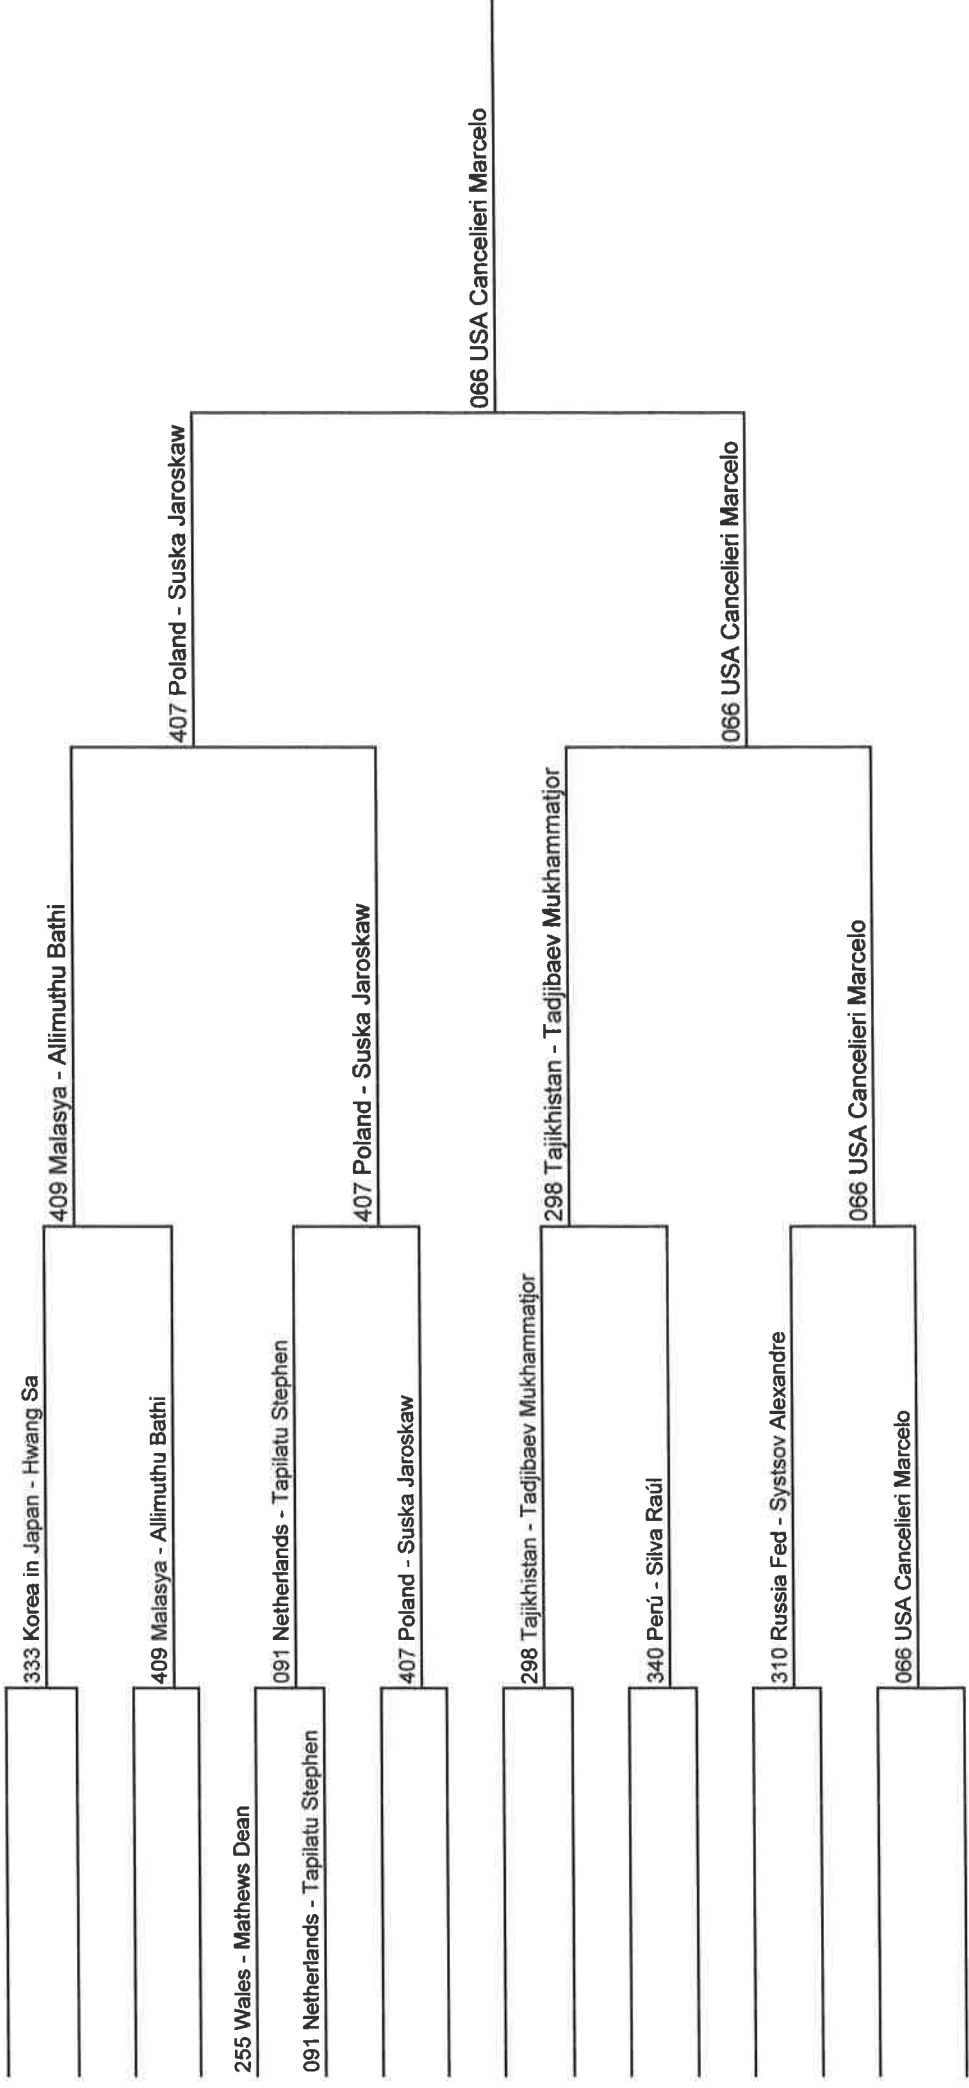 255 Wales - Mathews Dean
091 Netherlands - Tapilatu Stephen
333 Korea in Japan - Hwang Sa
409 Malasya - Allimuthu Bathi
091 Netherlands - Tapilatu Stephen
407 Poland - Suska Jaroskaw
298 Tajikhistan - Tadjibaev Mukhammatjor
340 Perú - Silva Raúl
310 Russia Fed - Systsov Alexandre
066 USA Cancelieri Marcelo
409 Malasya - Allimuthu Bathi
407 Poland - Suska Jaroskaw
298 Tajikhistan - Tadjibaev Mukhammatjor
066 USA Cancelieri Marcelo
407 Poland - Suska Jaroskaw
066 USA Cancelieri Marcelo
066 USA Cancelieri Marcelo